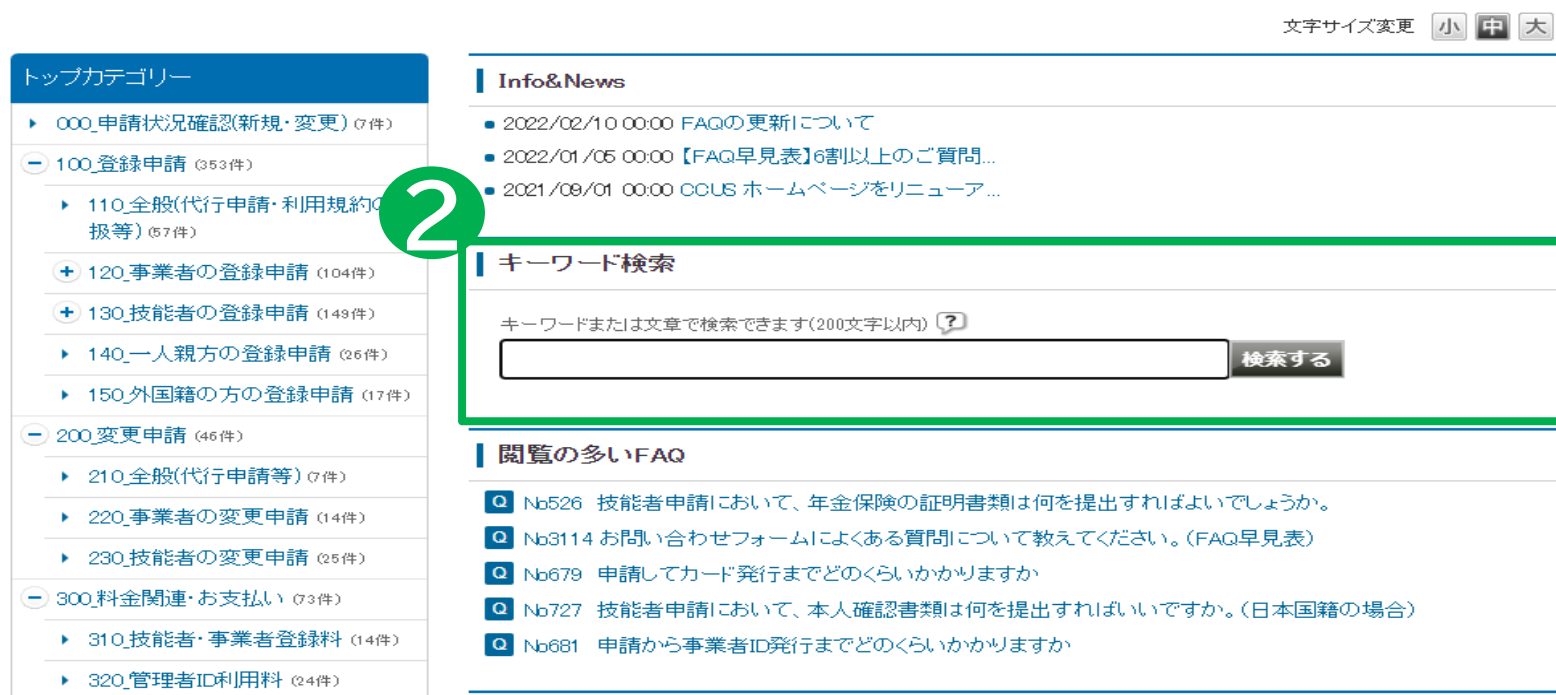 文字サイズ変更 小 中 大
トップカテゴリー
000_申請状況確認(新規・変更) (7件)
100_登録申請 (353件)
110_全般(代行申請・利用規約の
扱等) (57件)
120_事業者の登録申請 (104件)
130_技能者の登録申請 (149件)
140_一人親方の登録申請 (26件)
150_外国籍の方の登録申請 (17件)
200_変更申請 (46件)
210_全般(代行申請等) (7件)
220_事業者の変更申請 (14件)
230_技能者の変更申請 (25件)
300_料金関連・お支払い (73件)
310_技能者・事業者登録料 (14件)
320_管理者ID利用料 (24件)
Info&News
2022/02/10 00:00 FAQの更新について
2022/01/05 00:00 【FAQ早見表】6割以上のご質問...
2021/09/01 00:00 CCUS ホームページをリニューア...
2
キーワード検索
キーワードまたは文章で検索できます(200文字以内) ?
検索する
閲覧の多いFAQ
Q No526 技能者申請において、年金保険の証明書類は何を提出すればよいでしょうか。
Q No3114 お問い合わせフォームによくある質問について教えてください。(FAQ早見表)
Q No679 申請してカード発行までどのくらいかかりますか
Q No727 技能者申請において、本人確認書類は何を提出すればいいですか。(日本国籍の場合)
Q No681 申請から事業者ID発行までどのくらいかかりますか